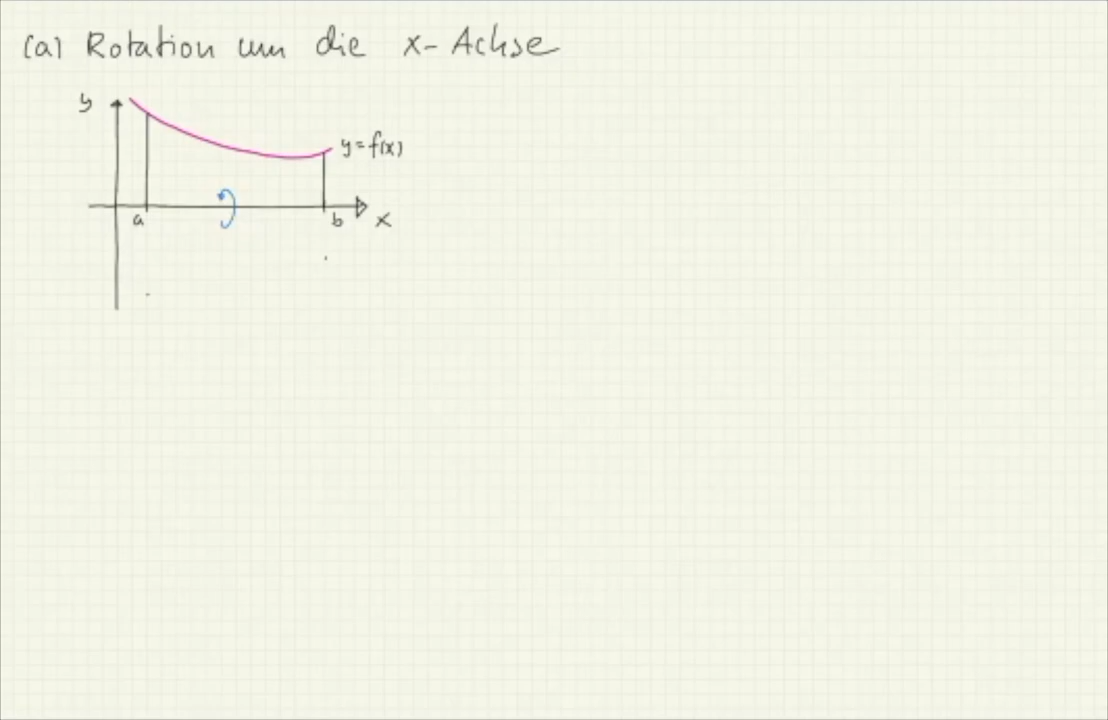 (a) Rotation um die x-Achse
y
y=f(x)
a
b
x